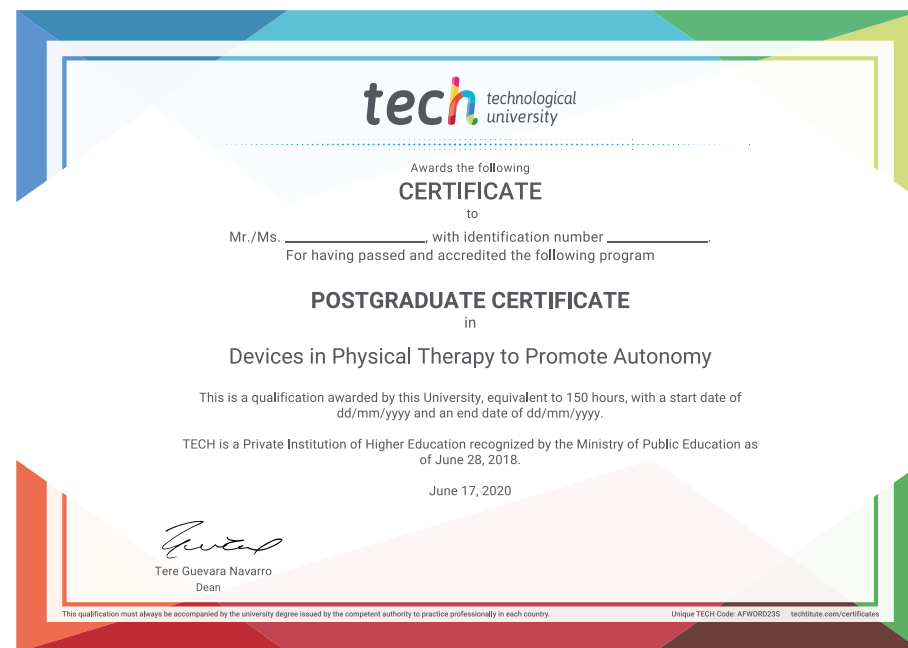 tech technological
university
Awards the following
CERTIFICATE
to
Mr./Ms. ________________, with identification number ________________.
For having passed and accredited the following program
POSTGRADUATE CERTIFICATE
in
Devices in Physical Therapy to Promote Autonomy
This is a qualification awarded by this University, equivalent to 150 hours, with a start date of
dd/mm/yyyy and an end date of dd/mm/yyyy.
TECH is a Private Institution of Higher Education recognized by the Ministry of Public Education as
of June 28, 2018.
June 17, 2020
Tere Guevara Navarro
Dean
This qualification must always be accompanied by the university degree issued by the competent authority to practice professionally in each country.
Unique TECH Code: AFWORD23S techtitute.com/certificates